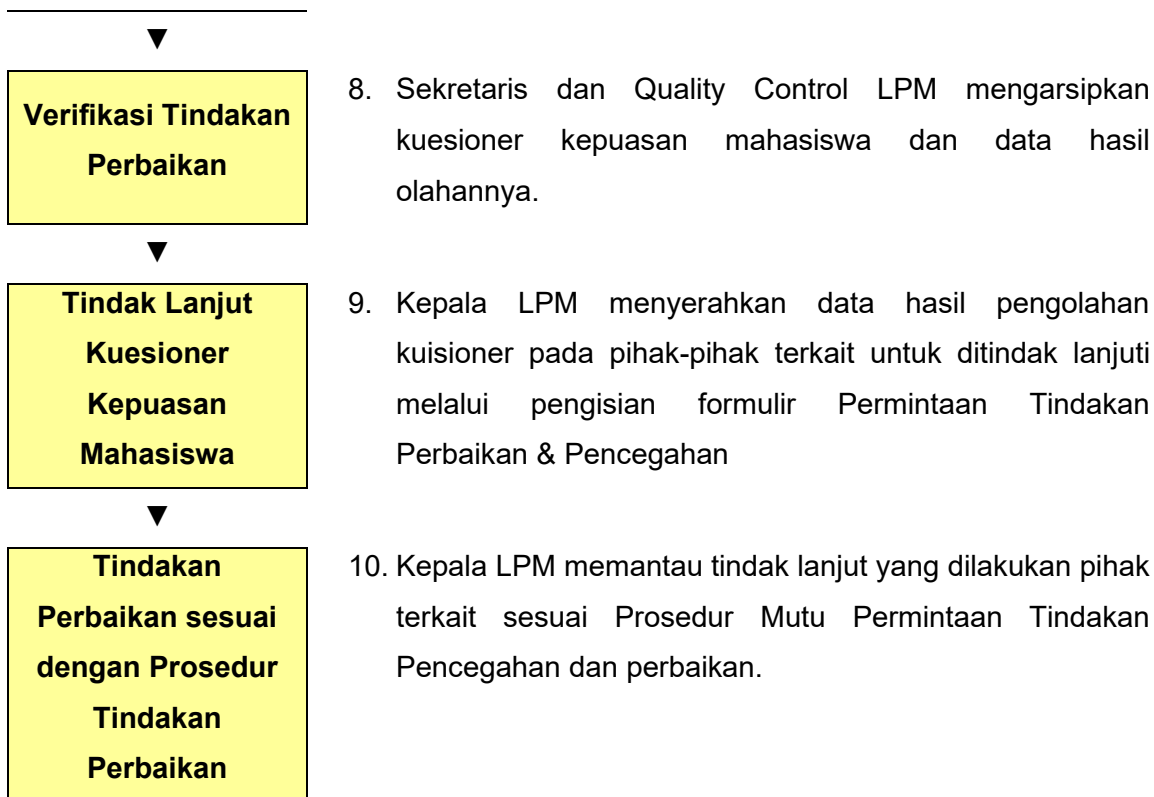 ▼
Verifikasi Tindakan
Perbaikan
8. Sekretaris dan Quality Control LPM mengarsipkan
kuesioner kepuasan mahasiswa dan data hasil
olahannya.
▼
Tindak Lanjut
Kuesioner
Kepuasan
Mahasiswa
9. Kepala LPM menyerahkan data hasil pengolahan
kuisioner pada pihak-pihak terkait untuk ditindak lanjuti
melalui pengisian formulir Permintaan Tindakan
Perbaikan & Pencegahan
▼
Tindakan
Perbaikan sesuai
dengan Prosedur
Tindakan
Perbaikan
10. Kepala LPM memantau tindak lanjut yang dilakukan pihak
terkait sesuai Prosedur Mutu Permintaan Tindakan
Pencegahan dan perbaikan.